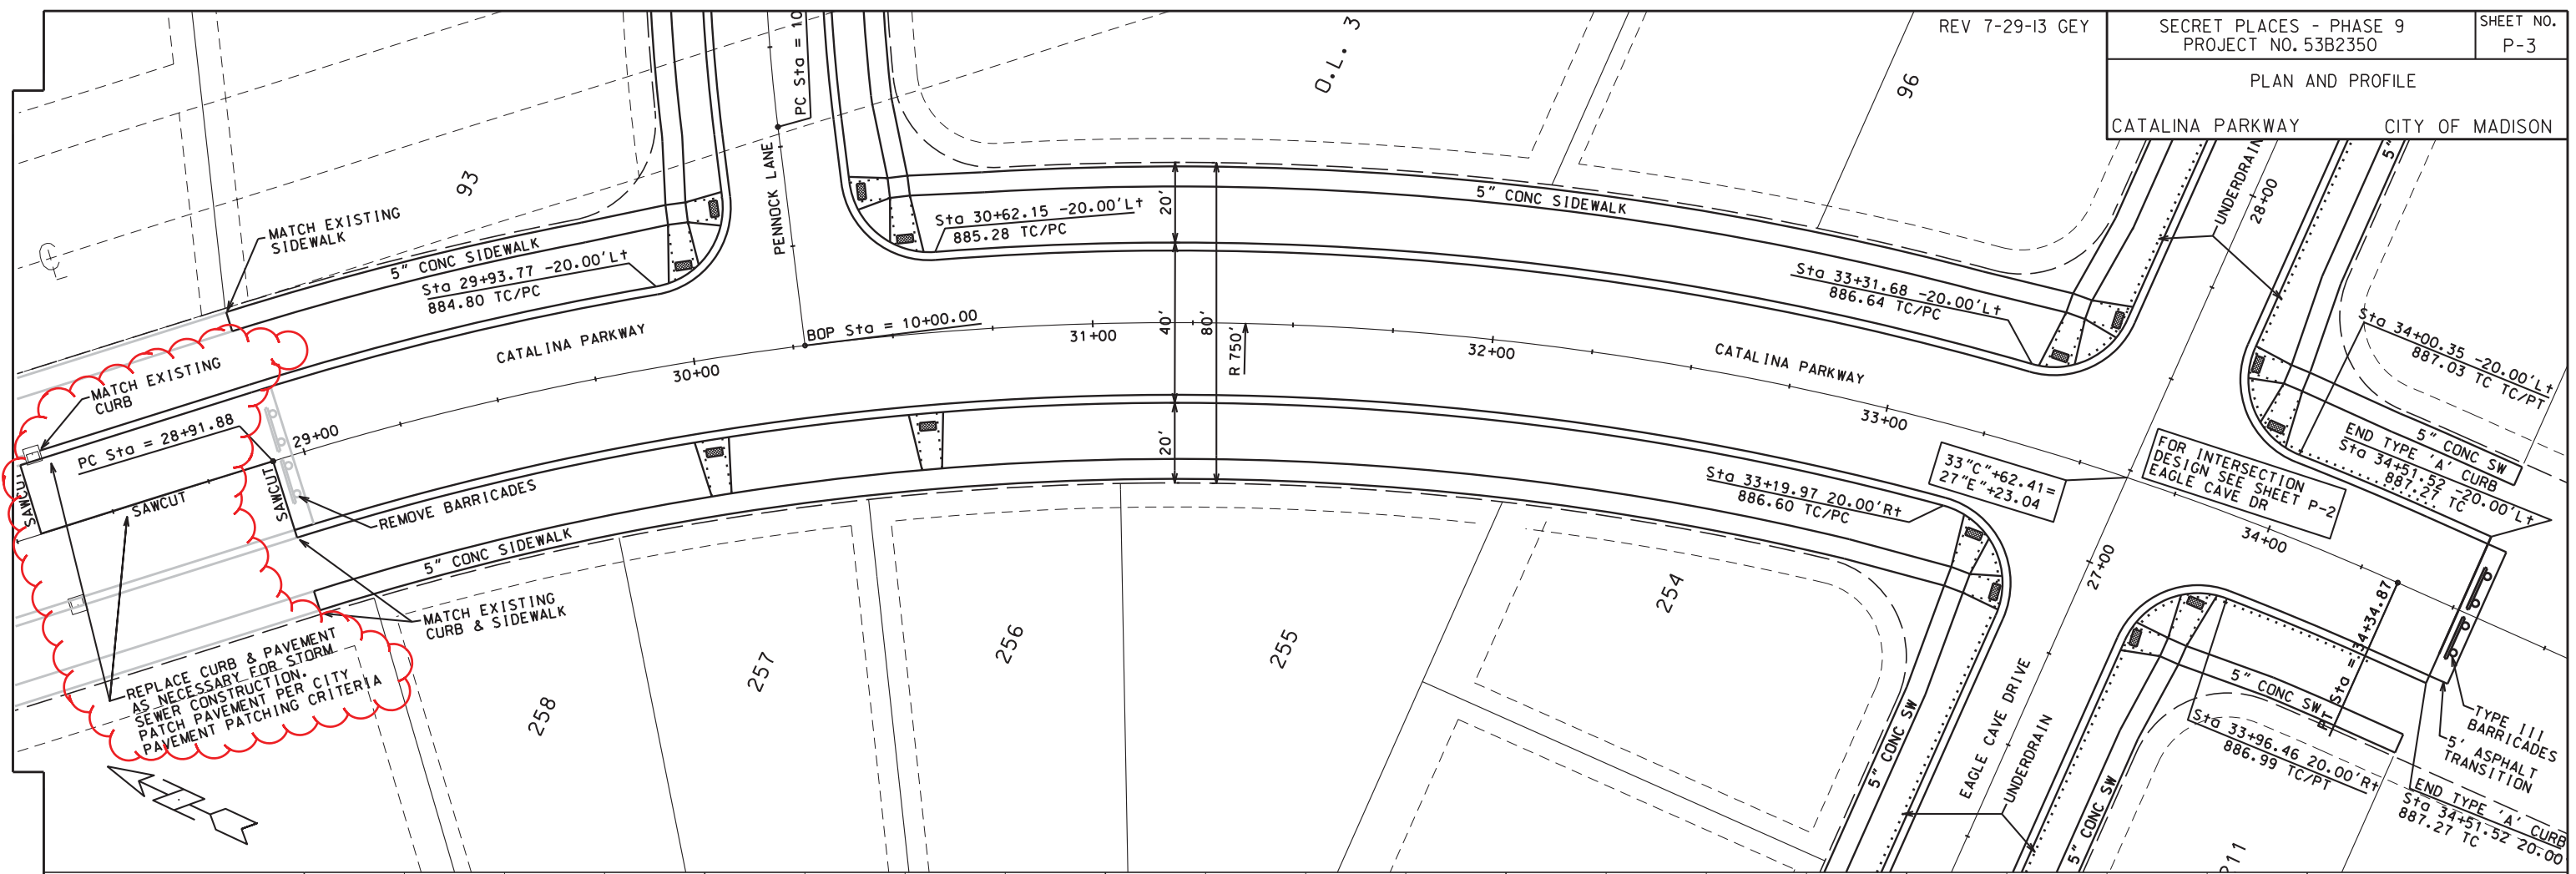 REV 7-29-13 GEY
SECRET PLACES - PHASE 9
PROJECT NO. 53B2350
SHEET NO.
P-3
PLAN AND PROFILE
CATALINA PARKWAY
CITY OF MADISON
PC Sta = 10
PENNOCK LANE
O.L. 3
96
93
MATCH EXISTING
SIDEWALK
5" CONC SIDEWALK
Sta 29+93.77 -20.00'Lt
884.80 TC/PC
Sta 30+62.15 -20.00'Lt
885.28 TC/PC
20'
40'
80'
20'
R 750'
5" CONC SIDEWALK
UNDERDRAIN
28+00
5"
Sta 33+31.68 -20.00'Lt
886.64 TC/PC
Sta 34+00.35 -20.00'Lt
887.03 TC TC/PT
CATALINA PARKWAY
BOP Sta = 10+00.00
29+00
30+00
31+00
32+00
33+00
34+00
CATALINA PARKWAY
MATCH EXISTING
CURB
PC Sta = 28+91.88
SAWCUT
SAWCUT
SAWCUT
REMOVE BARRICADES
5" CONC SIDEWALK
MATCH EXISTING
CURB & SIDEWALK
REPLACE CURB & PAVEMENT
AS NECESSARY FOR STORM
SEWER CONSTRUCTION.
PATCH PAVEMENT PER CITY
PAVEMENT PATCHING CRITERIA
258
257
256
255
254
Sta 33+19.97 20.00'Rt
886.60 TC/PC
33"C"+62.41=
27"E"+23.04
FOR INTERSECTION
DESIGN SEE SHEET P-2
EAGLE CAVE DR
5" CONC SW
END TYPE 'A' CURB
Sta 34+51.52 -20.00'Lt
887.27 TC
27+00
PT Sta = 34+34.87
5" CONC SW
EAGLE CAVE DRIVE
UNDERDRAIN
5" CONC SW
5" CONC SW
Sta 33+96.46 20.00'Rt
886.99 TC/PT
TYPE III
BARRICADES
5' ASPHALT
TRANSITION
END TYPE 'A' CURB
Sta 34+51.52 20.00
887.27 TC